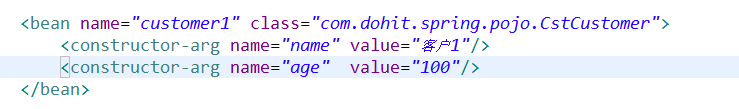 <bean name="customer1" class="com.dohit.spring.pojo.CstCustomer">
<constructor-arg name="name" value="客户1"/>
<constructor-arg name="age"  value="100"/>
</bean>